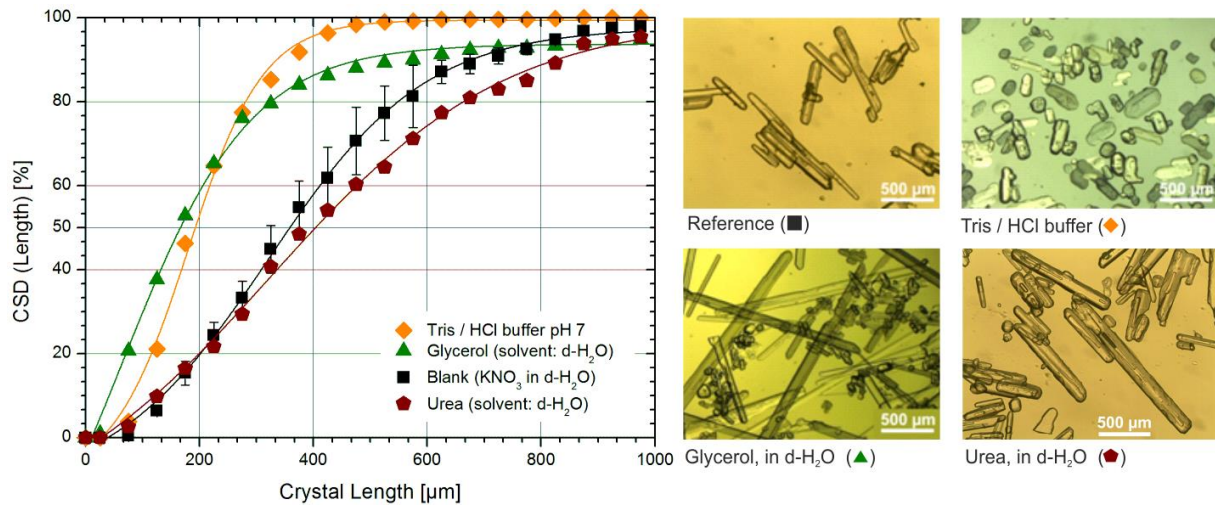 CSD (Length) [%]
100
80
60
40
20
0
0
200
400
600
800
1000
Crystal Length [µm]
Tris / HCl buffer pH 7
Glycerol (solvent: d-H₂O)
Blank (KNO₃ in d-H₂O)
Urea (solvent: d-H₂O)
500 µm
Reference (■)
500 µm
Tris / HCl buffer (◆)
500 µm
Glycerol, in d-H₂O (▲)
500 µm
Urea, in d-H₂O (⬟)